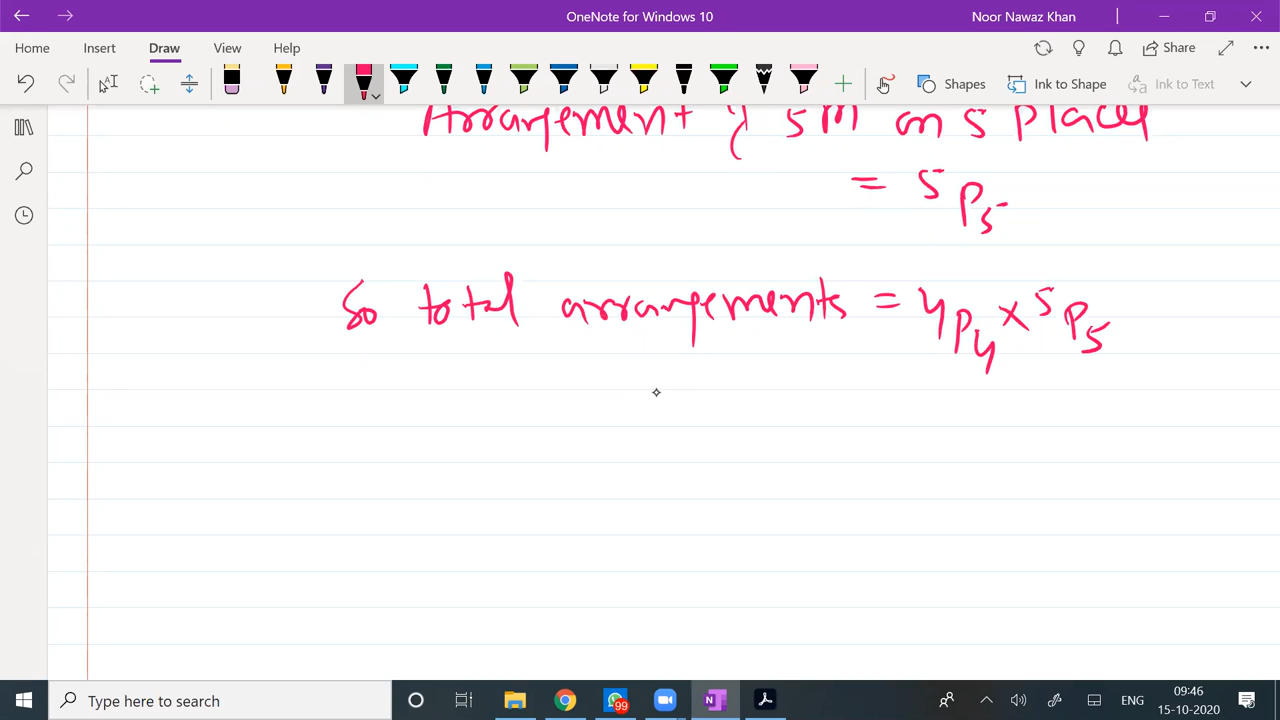 OneNote for Windows 10
Noor Nawaz Khan
Home Insert Draw View Help
Share
Shapes Ink to Shape Ink to Text
Arrangement of 5M on 5 places
= ⁵P₅
So total arrangements = ⁴P₄ × ⁵P₅
Type here to search
99
ENG
09:46
15-10-2020